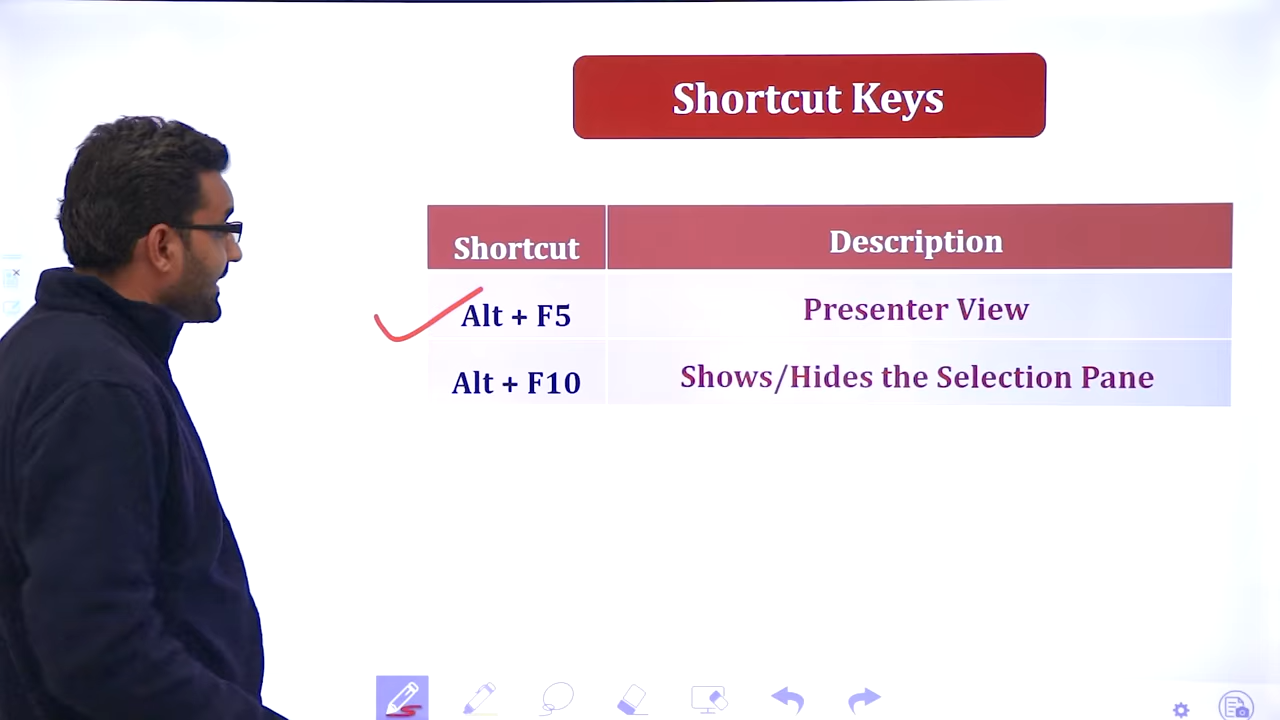 Shortcut Keys
Shortcut Description
Alt + F5 Presenter View
Alt + F10 Shows/Hides the Selection Pane